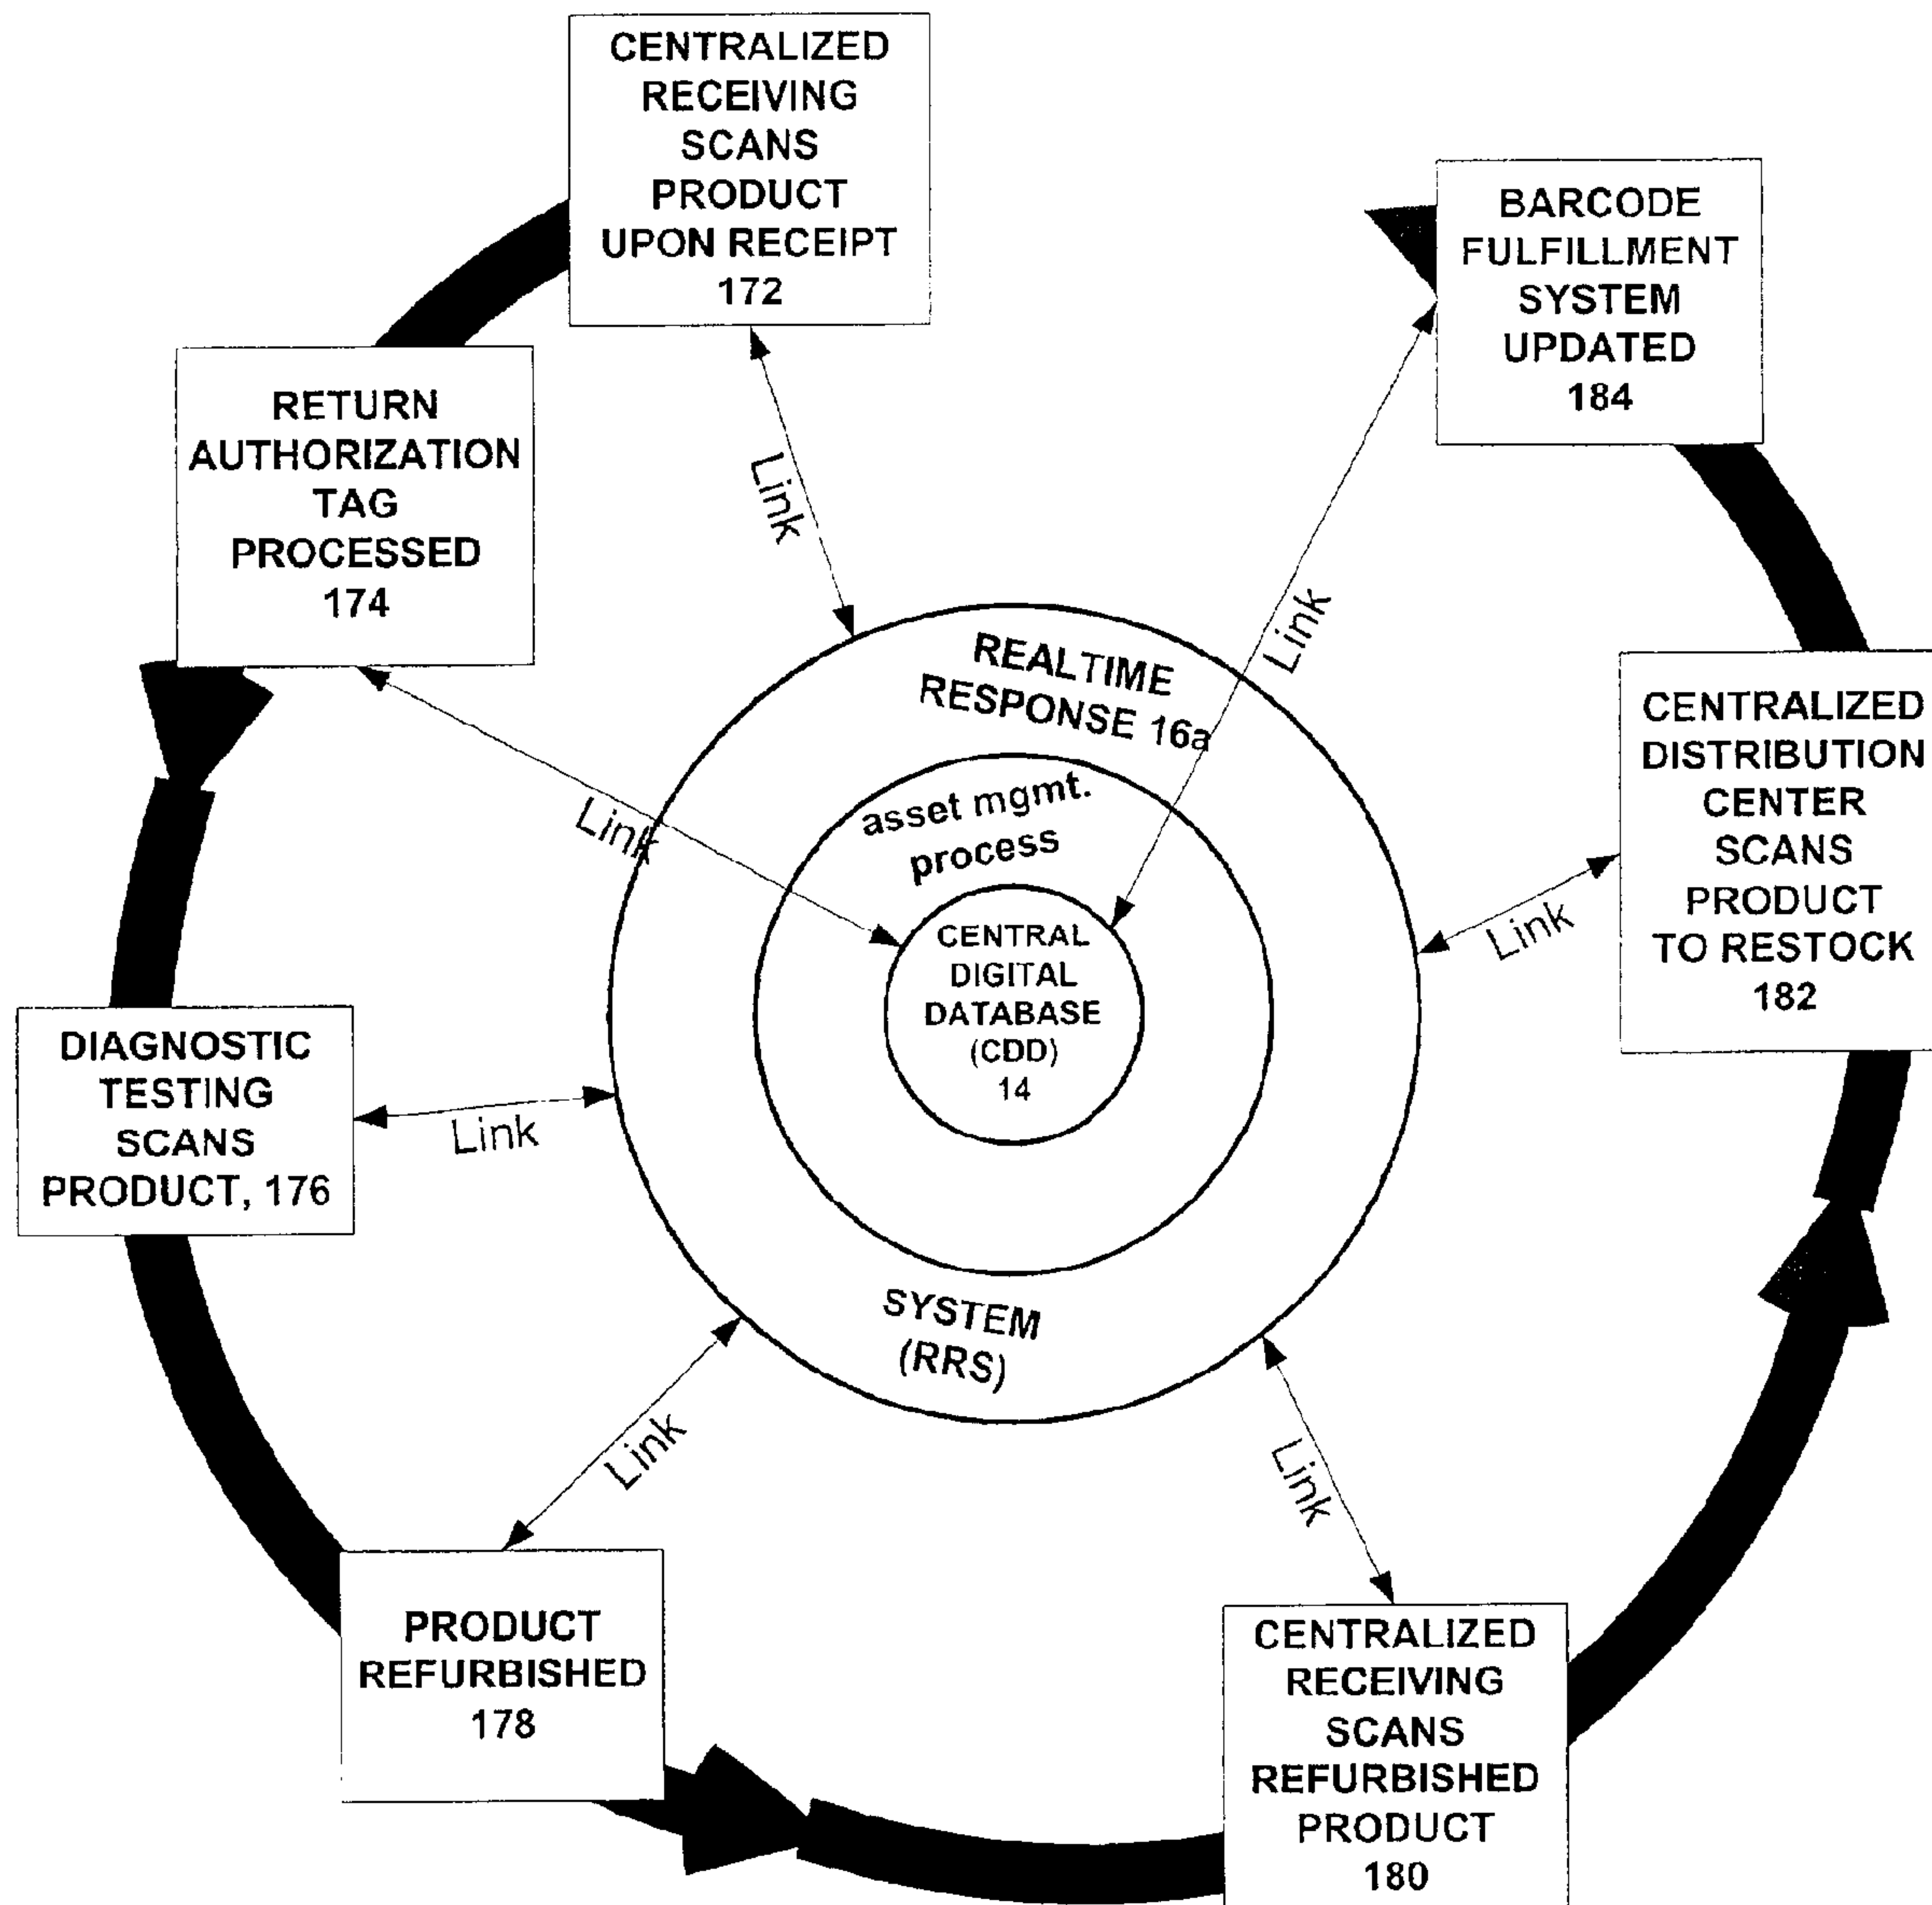 CENTRALIZED
RECEIVING
SCANS
PRODUCT
UPON RECEIPT
172
BARCODE
FULFILLMENT
SYSTEM
UPDATED
184
RETURN
AUTHORIZATION
TAG
PROCESSED
174
Link
Link
REALTIME
RESPONSE 16a
CENTRALIZED
DISTRIBUTION
CENTER
SCANS
PRODUCT
TO RESTOCK
182
Link
asset mgmt.
process
Link
CENTRAL
DIGITAL
DATABASE
(CDD)
14
DIAGNOSTIC
TESTING
SCANS
PRODUCT, 176
Link
SYSTEM
(RRS)
Link
Link
PRODUCT
REFURBISHED
178
CENTRALIZED
RECEIVING
SCANS
REFURBISHED
PRODUCT
180